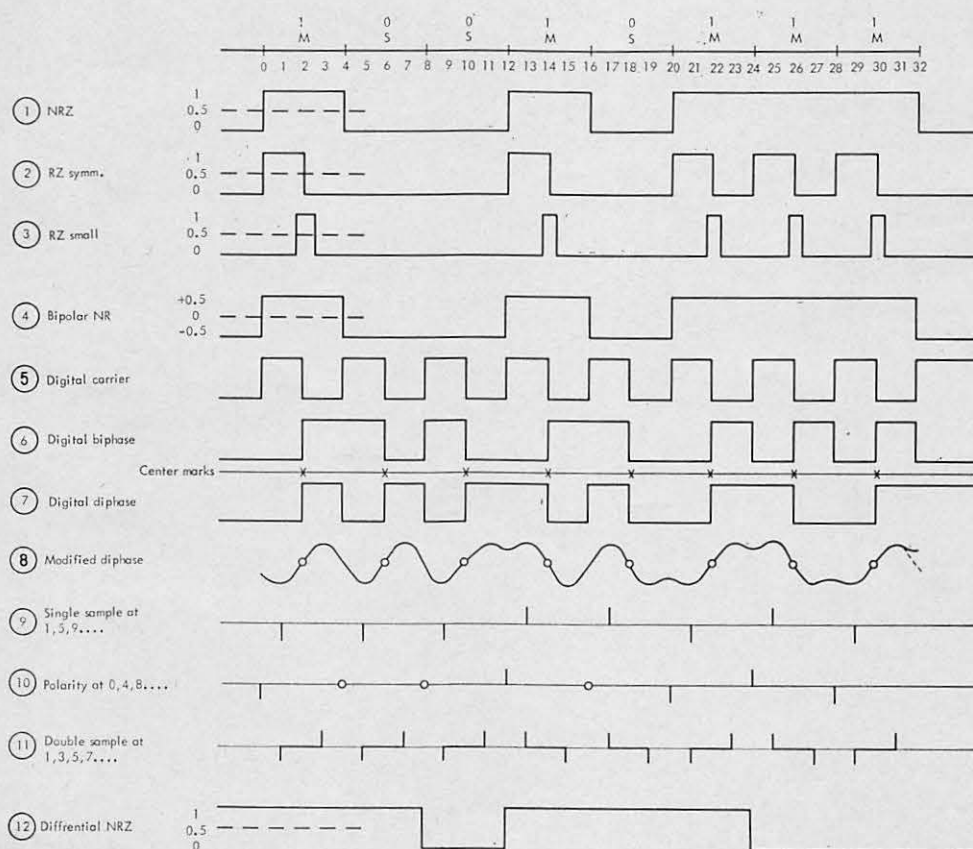 1 0 0 1 0 1 1 1
M S S M S M M M
0 1 2 3 4 5 6 7 8 9 10 11 12 13 14 15 16 17 18 19 20 21 22 23 24 25 26 27 28 29 30 31 32
1 NRZ
1
0.5
0
2 RZ symm.
1
0.5
0
3 RZ small
1
0.5
0
4 Bipolar NR
+0.5
0
-0.5
5 Digital carrier
6 Digital biphase
Center marks
7 Digital diphase
8 Modified diphase
9 Single sample at
1,5,9....
10 Polarity at 0,4,8....
11 Double sample at
1,3,5,7....
12 Diffrential NRZ
1
0.5
0